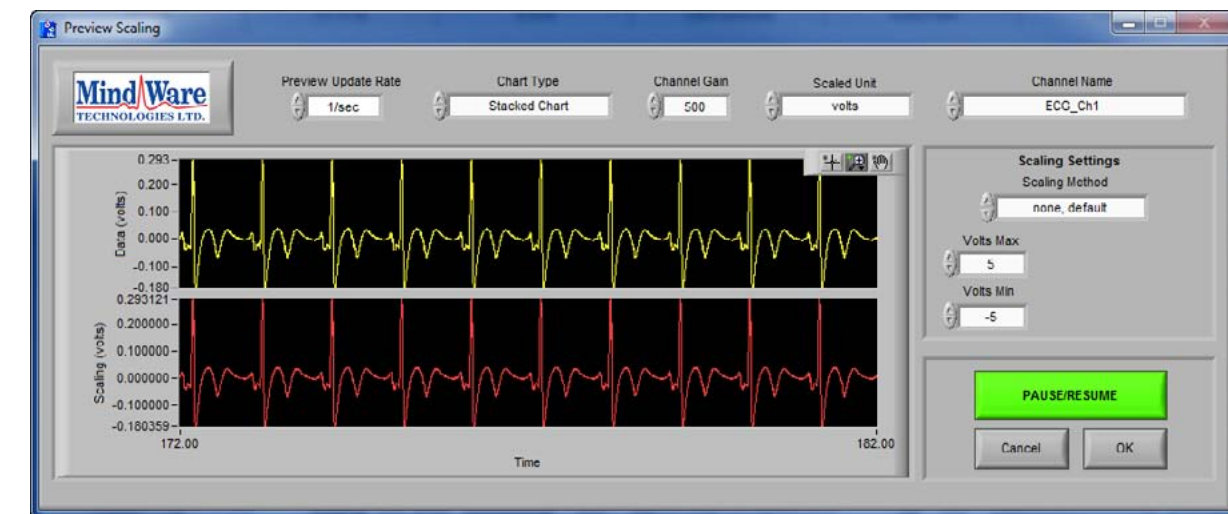 Preview Scaling
MindWare
TECHNOLOGIES LTD.
Preview Update Rate
1/sec
Chart Type
Stacked Chart
Channel Gain
500
Scaled Unit
volts
Channel Name
ECG_Ch1
Data (volts)
0.293
0.200
0.100
0.000
-0.100
-0.180
Scaling (volts)
0.293121
0.200000
0.100000
0.000000
-0.100000
-0.180359
172.00
182.00
Time
Scaling Settings
Scaling Method
none, default
Volts Max
5
Volts Min
-5
PAUSE/RESUME
Cancel
OK